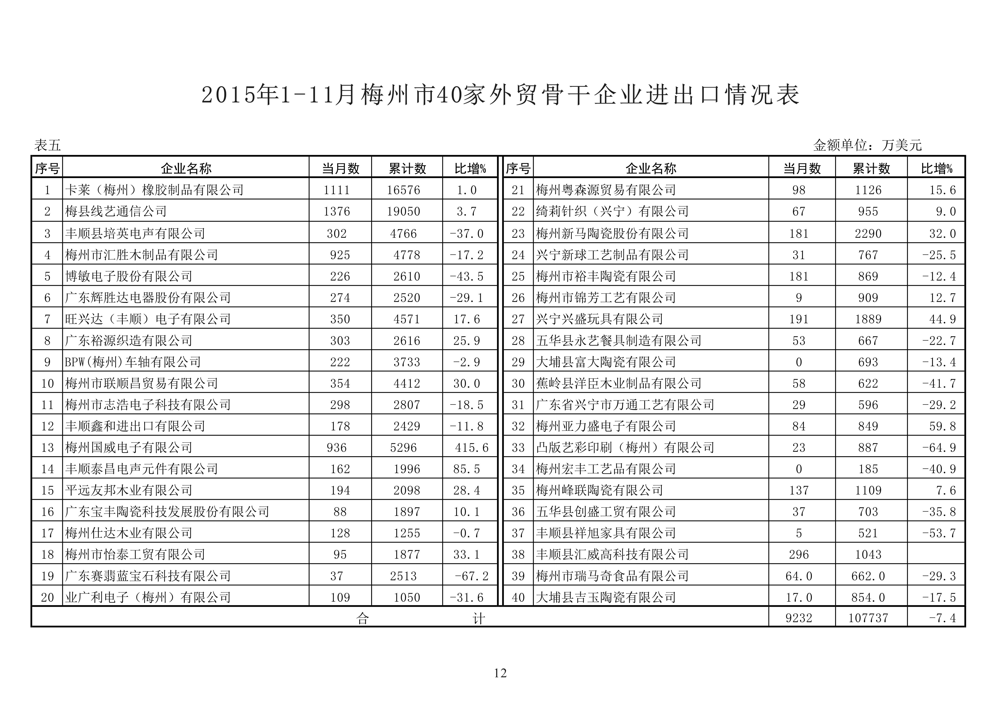 2015年1-11月梅州市40家外贸骨干企业进出口情况表
表五 金额单位：万美元
序号 企业名称 当月数 累计数 比增% 序号 企业名称 当月数 累计数 比增%
1 卡莱（梅州）橡胶制品有限公司 1111 16576 1.0 21 梅州粤森源贸易有限公司 98 1126 15.6
2 梅县线艺通信公司 1376 19050 3.7 22 绮莉针织（兴宁）有限公司 67 955 9.0
3 丰顺县培英电声有限公司 302 4766 -37.0 23 梅州新马陶瓷股份有限公司 181 2290 32.0
4 梅州市汇胜木制品有限公司 925 4778 -17.2 24 兴宁新球工艺制品有限公司 31 767 -25.5
5 博敏电子股份有限公司 226 2610 -43.5 25 梅州市裕丰陶瓷有限公司 181 869 -12.4
6 广东辉胜达电器股份有限公司 274 2520 -29.1 26 梅州市锦芳工艺有限公司 9 909 12.7
7 旺兴达（丰顺）电子有限公司 350 4571 17.6 27 兴宁兴盛玩具有限公司 191 1889 44.9
8 广东裕源织造有限公司 303 2616 25.9 28 五华县永艺餐具制造有限公司 53 667 -22.7
9 BPW(梅州)车轴有限公司 222 3733 -2.9 29 大埔县富大陶瓷有限公司 0 693 -13.4
10 梅州市联顺昌贸易有限公司 354 4412 30.0 30 蕉岭县洋臣木业制品有限公司 58 622 -41.7
11 梅州市志浩电子科技有限公司 298 2807 -18.5 31 广东省兴宁市万通工艺有限公司 29 596 -29.2
12 丰顺鑫和进出口有限公司 178 2429 -11.8 32 梅州亚力盛电子有限公司 84 849 59.8
13 梅州国威电子有限公司 936 5296 415.6 33 凸版艺彩印刷（梅州）有限公司 23 887 -64.9
14 丰顺泰昌电声元件有限公司 162 1996 85.5 34 梅州宏丰工艺品有限公司 0 185 -40.9
15 平远友邦木业有限公司 194 2098 28.4 35 梅州峰联陶瓷有限公司 137 1109 7.6
16 广东宝丰陶瓷科技发展股份有限公司 88 1897 10.1 36 五华县创盛工贸有限公司 37 703 -35.8
17 梅州仕达木业有限公司 128 1255 -0.7 37 丰顺县祥旭家具有限公司 5 521 -53.7
18 梅州市怡泰工贸有限公司 95 1877 33.1 38 丰顺县汇威高科技有限公司 296 1043
19 广东赛翡蓝宝石科技有限公司 37 2513 -67.2 39 梅州市瑞马奇食品有限公司 64.0 662.0 -29.3
20 业广利电子（梅州）有限公司 109 1050 -31.6 40 大埔县吉玉陶瓷有限公司 17.0 854.0 -17.5
合 计 9232 107737 -7.4
12